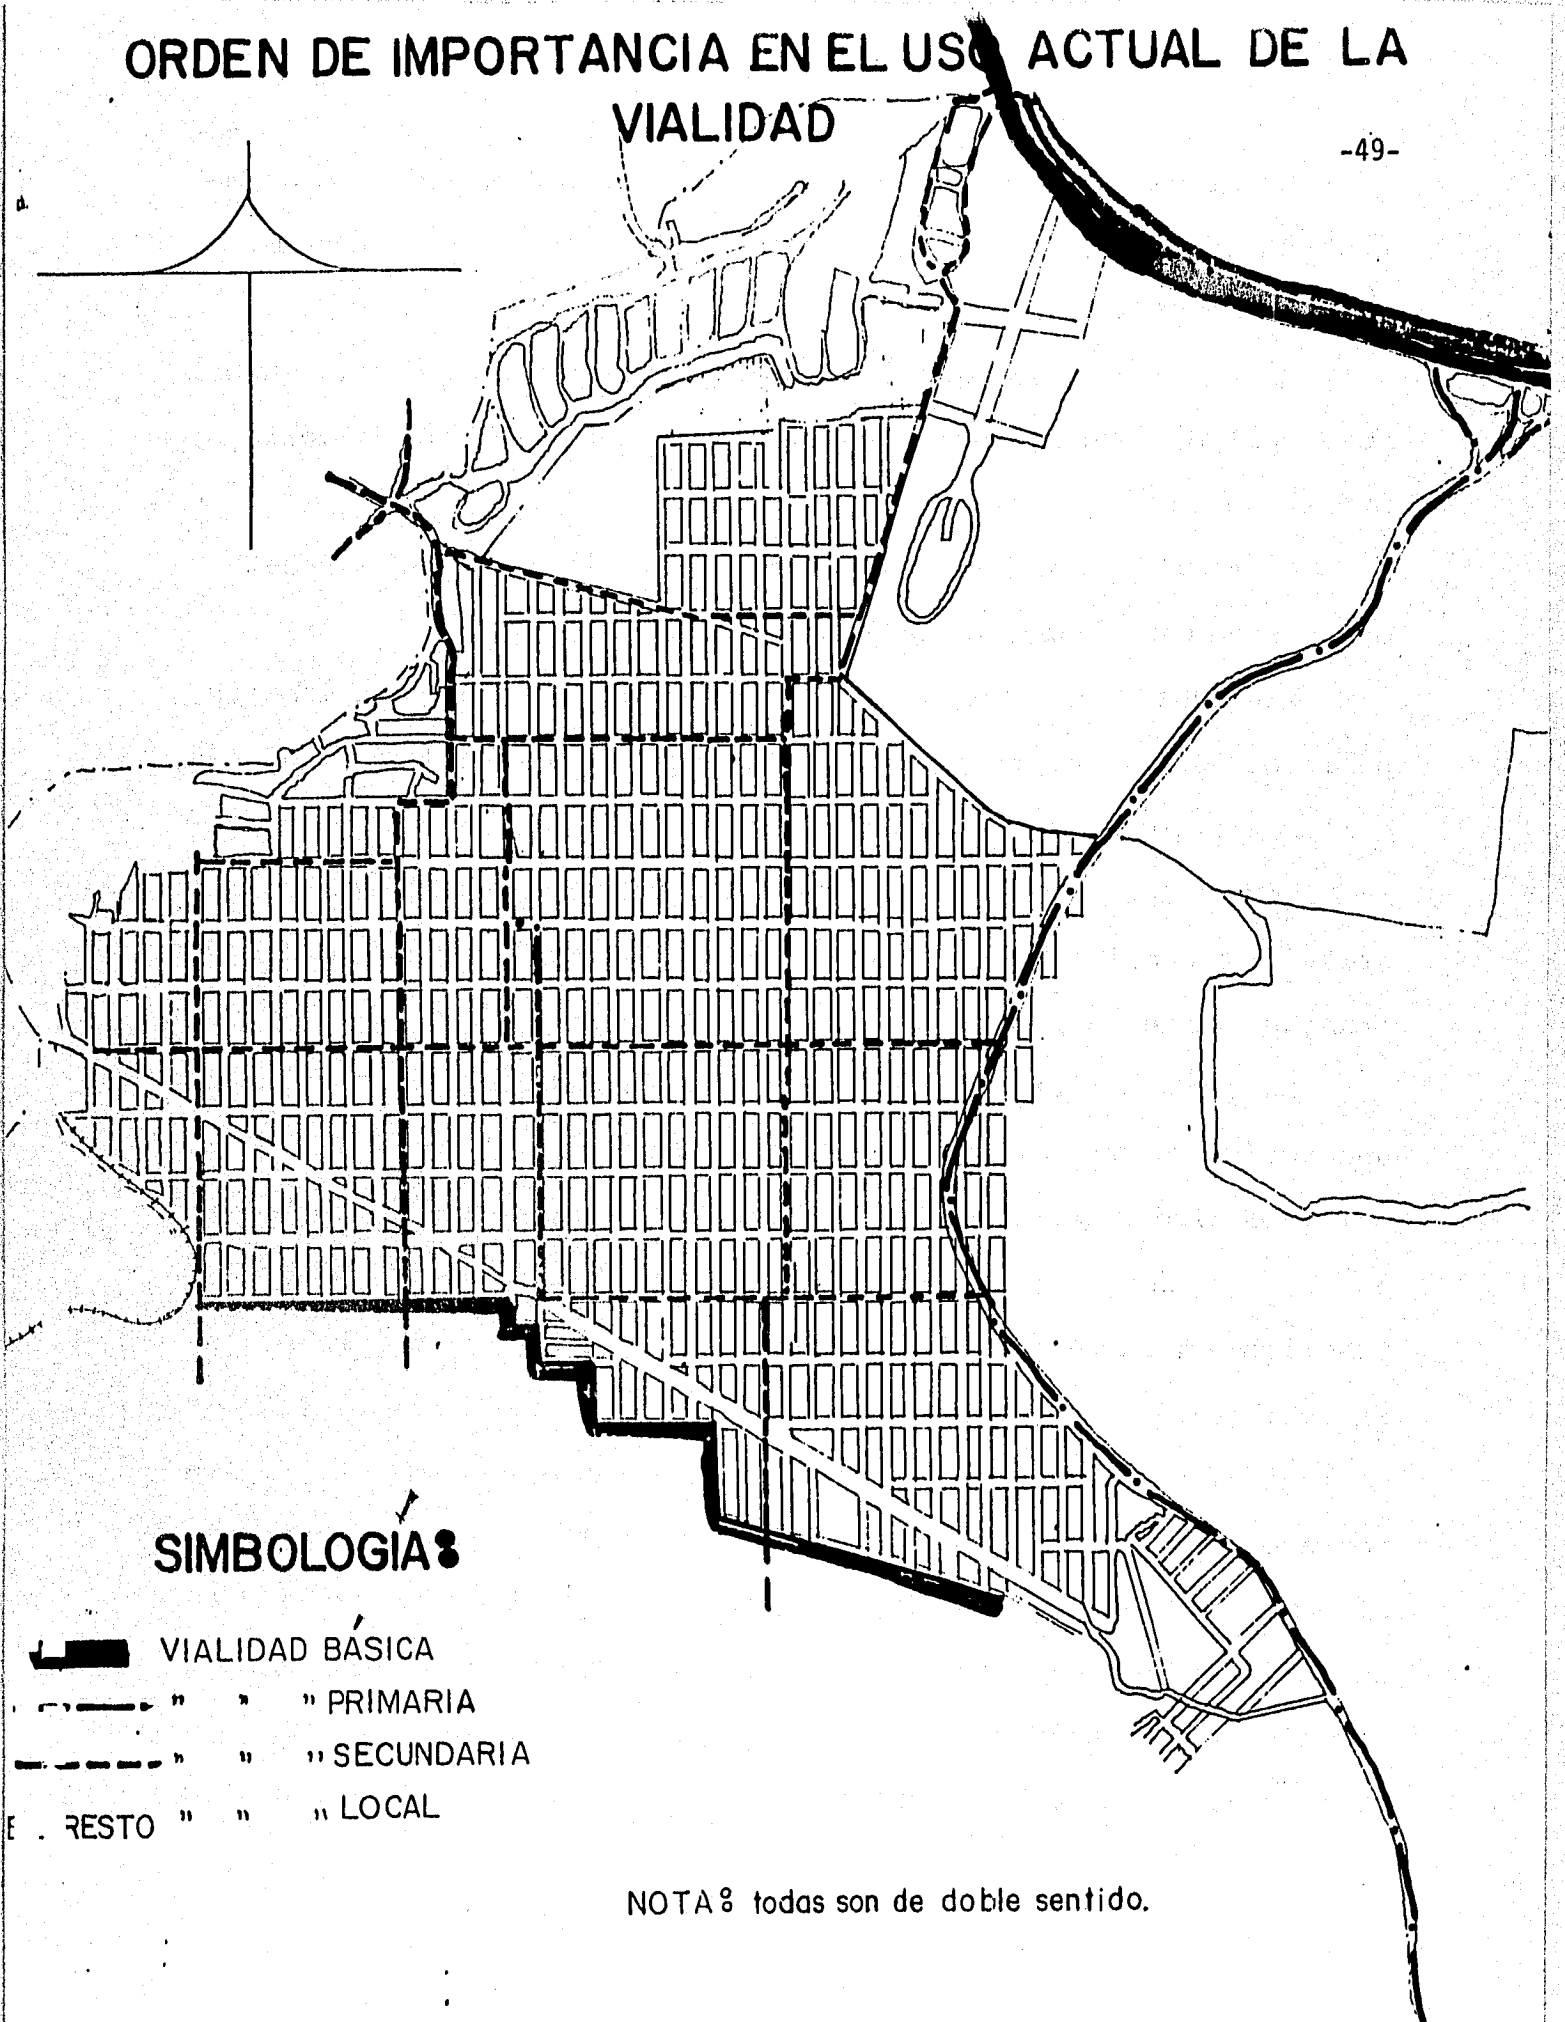 ORDEN DE IMPORTANCIA EN EL USO ACTUAL DE LA
VIALIDAD
-49-
SIMBOLOGÍA:
VIALIDAD BÁSICA
" " " PRIMARIA
" " " SECUNDARIA
RESTO " " " LOCAL
NOTA: todas son de doble sentido.